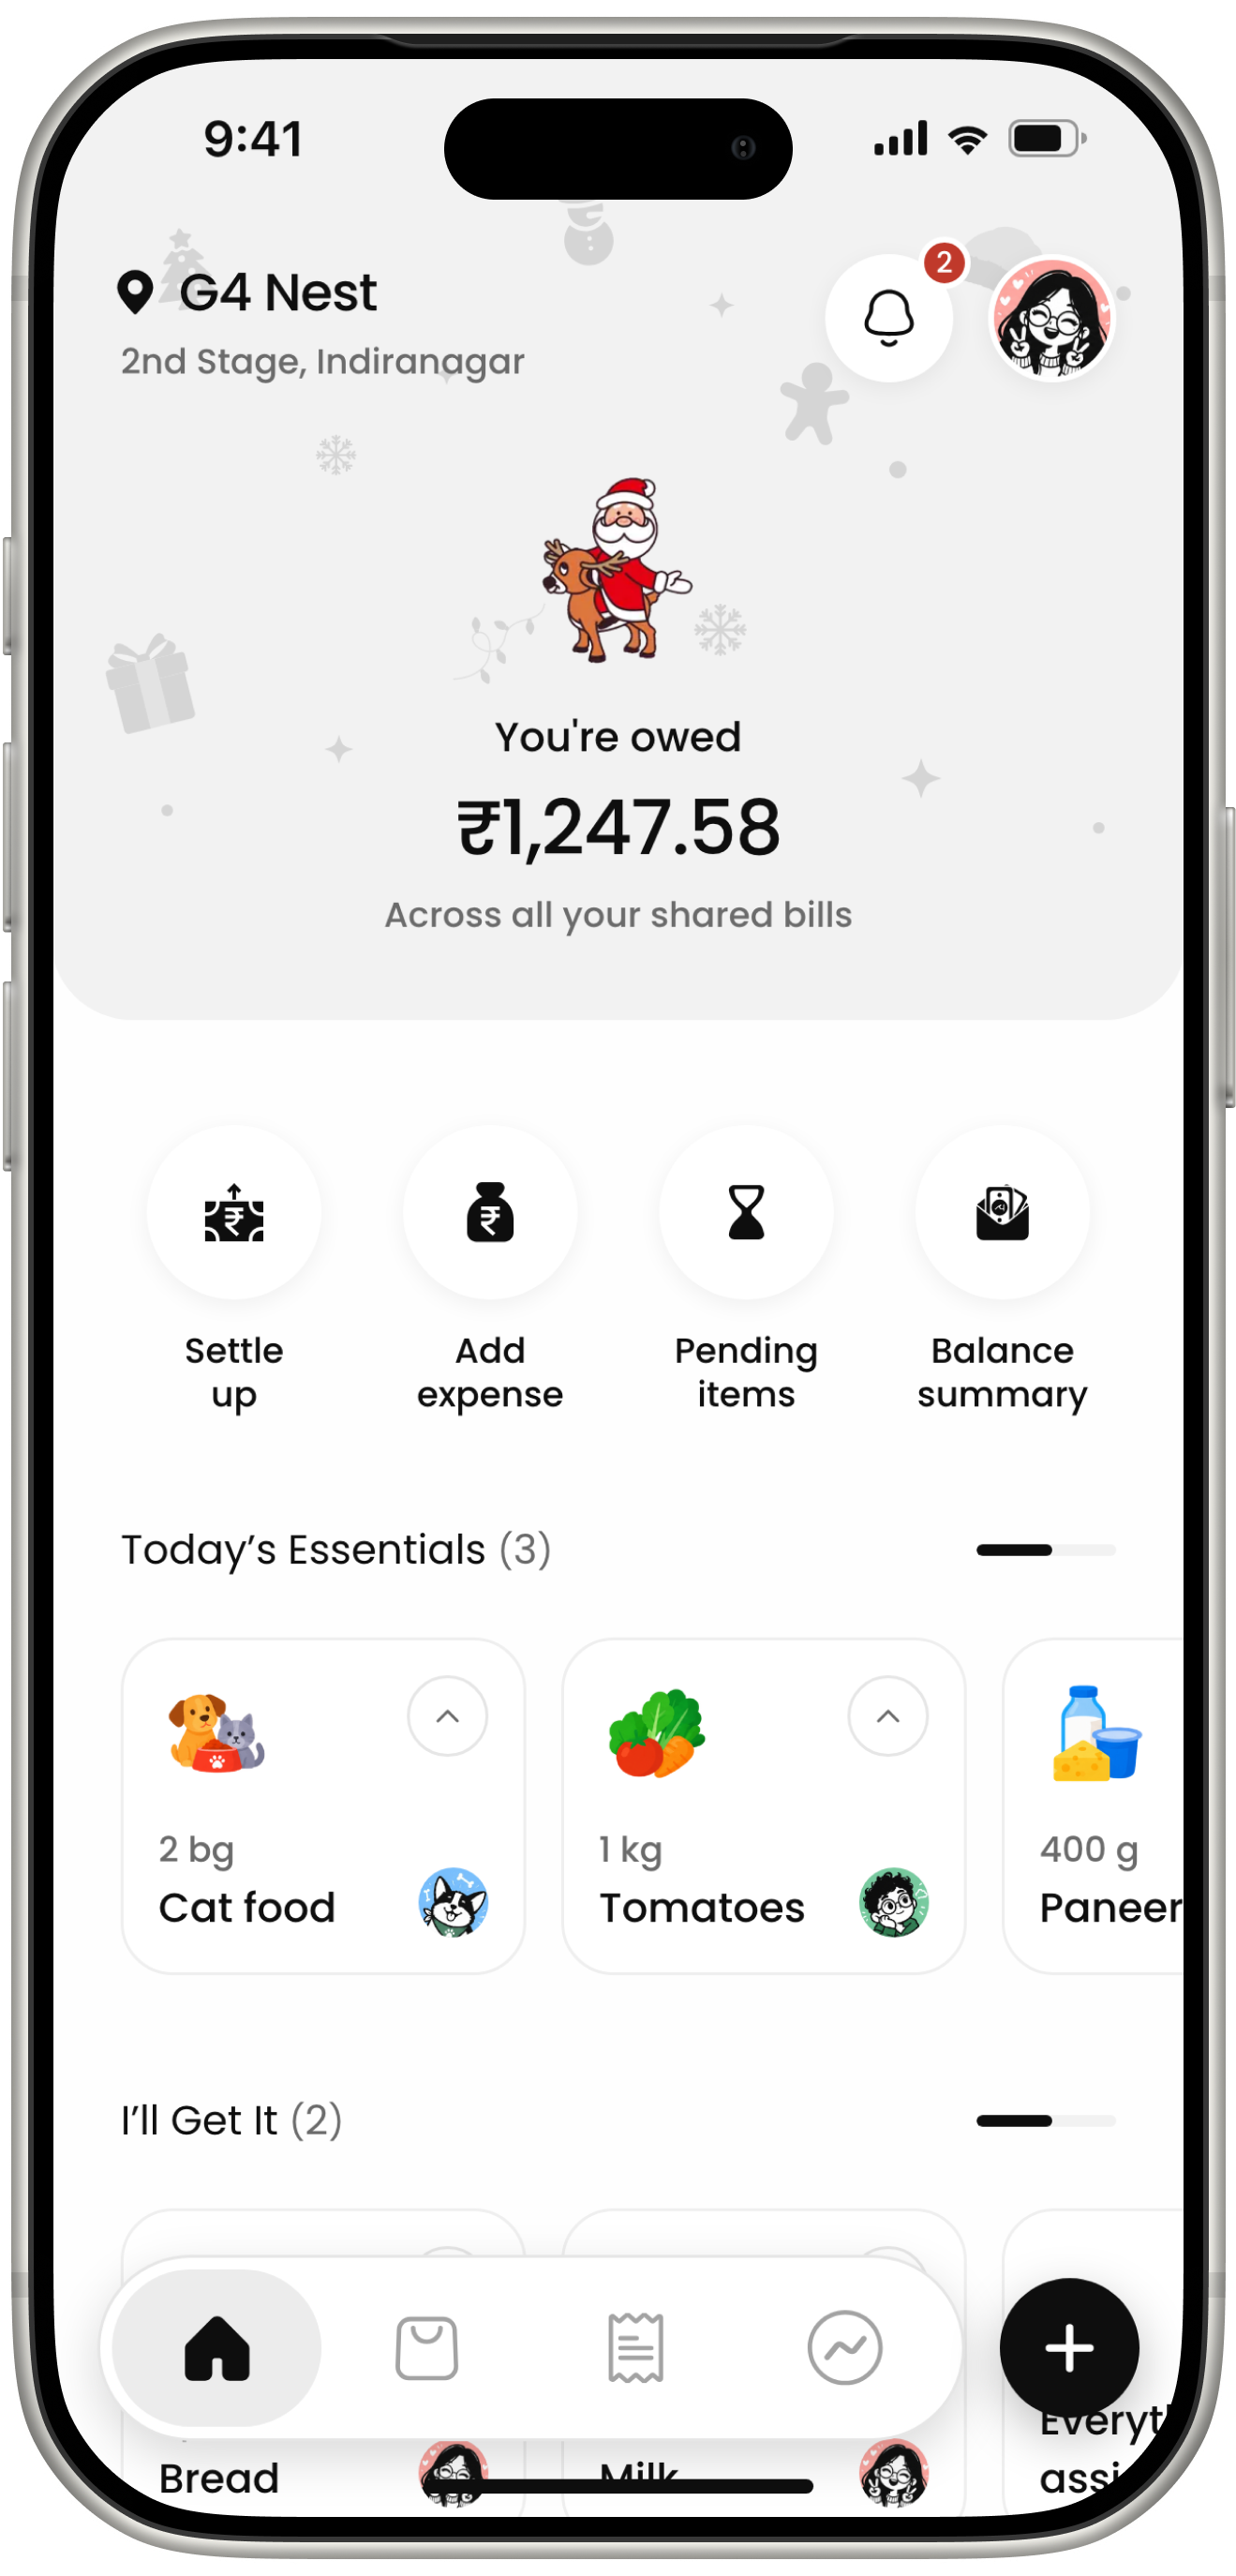 9:41
2
G4 Nest
2nd Stage, Indiranagar
You're owed
₹1,247.58
Across all your shared bills
Settle
up
Add
expense
Pending
items
Balance
summary
Today’s Essentials (3)
2 bg
Cat food
1 kg
Tomatoes
400 g
Paneer
I’ll Get It (2)
Bread
Milk